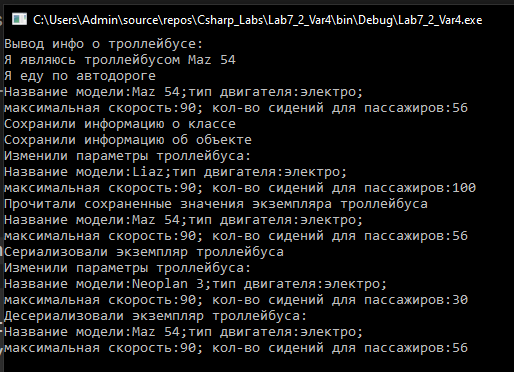 C:\Users\Admin\source\repos\Csharp_Labs\Lab7_2_Var4\bin\Debug\Lab7_2_Var4.exe
Вывод инфо о троллейбусе:
Я являюсь троллейбусом Maz 54
Я еду по автодороге
Название модели:Maz 54;тип двигателя:электро;
максимальная скорость:90; кол-во сидений для пассажиров:56
Сохранили информацию о классе
Сохранили информацию об объекте
Изменили параметры троллейбуса:
Название модели:Liaz;тип двигателя:электро;
максимальная скорость:90; кол-во сидений для пассажиров:100
Прочитали сохраненные значения экземпляра троллейбуса
Название модели:Maz 54;тип двигателя:электро;
максимальная скорость:90; кол-во сидений для пассажиров:56
Сериализовали экземпляр троллейбуса
Изменили параметры троллейбуса:
Название модели:Neoplan 3;тип двигателя:электро;
максимальная скорость:90; кол-во сидений для пассажиров:30
Десериализовали экземпляр троллейбуса:
Название модели:Maz 54;тип двигателя:электро;
максимальная скорость:90; кол-во сидений для пассажиров:56